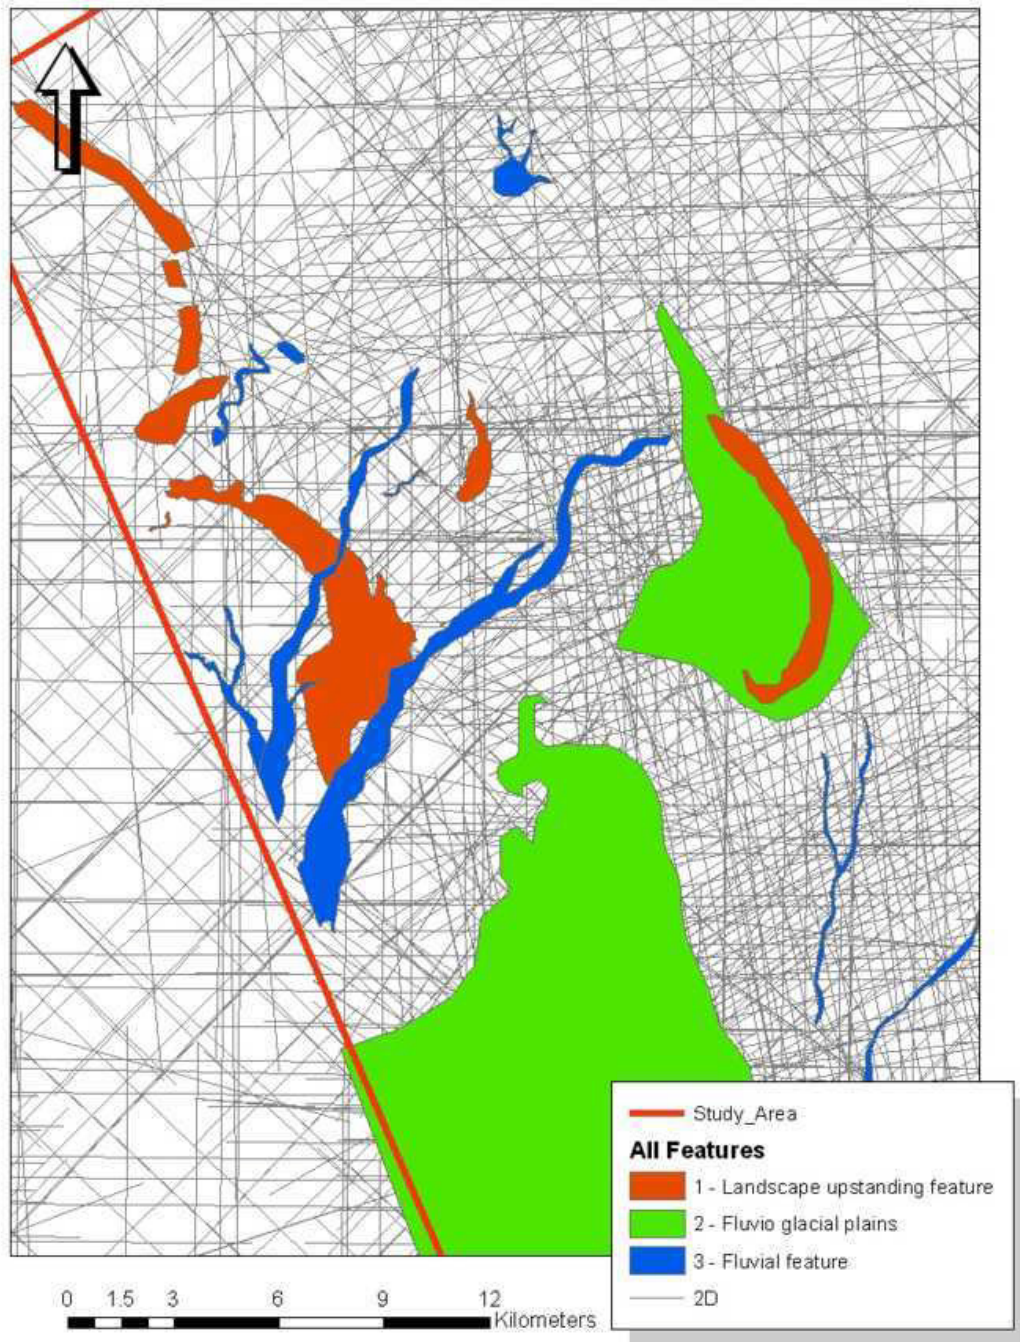 Study_Area
All Features
1 - Landscape upstanding feature
2 - Fluvio glacial plains
3 - Fluvial feature
2D
0 1.5 3 6 9 12
Kilometers